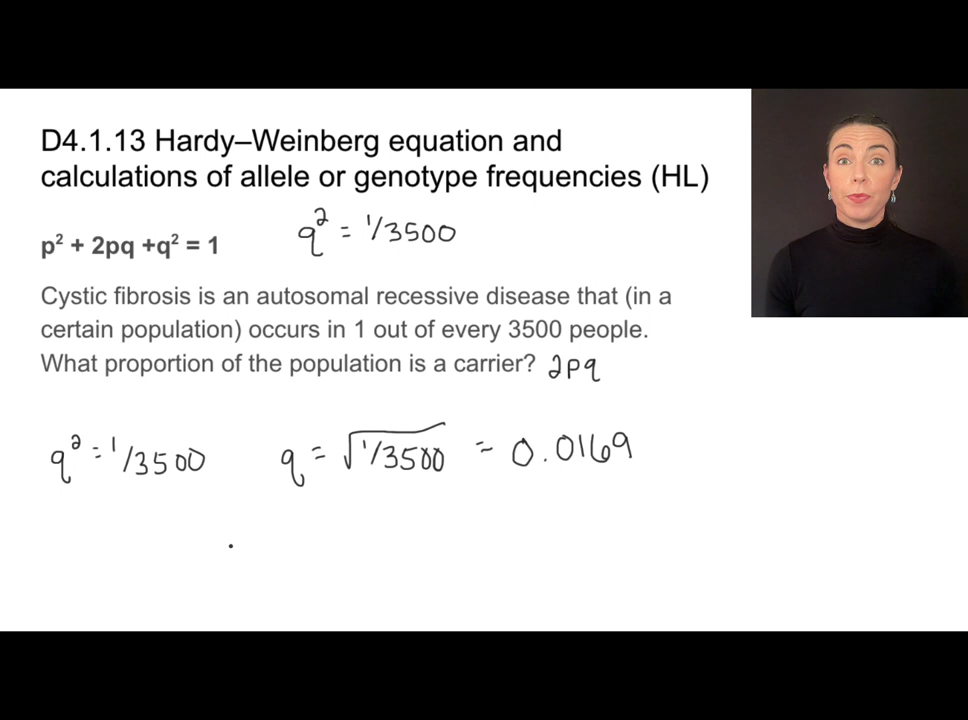 D4.1.13 Hardy–Weinberg equation and
calculations of allele or genotype frequencies (HL)
p² + 2pq +q² = 1
q² = 1/3500
Cystic fibrosis is an autosomal recessive disease that (in a
certain population) occurs in 1 out of every 3500 people.
What proportion of the population is a carrier? 2pq
q² = 1/3500
q = √1/3500 = 0.0169